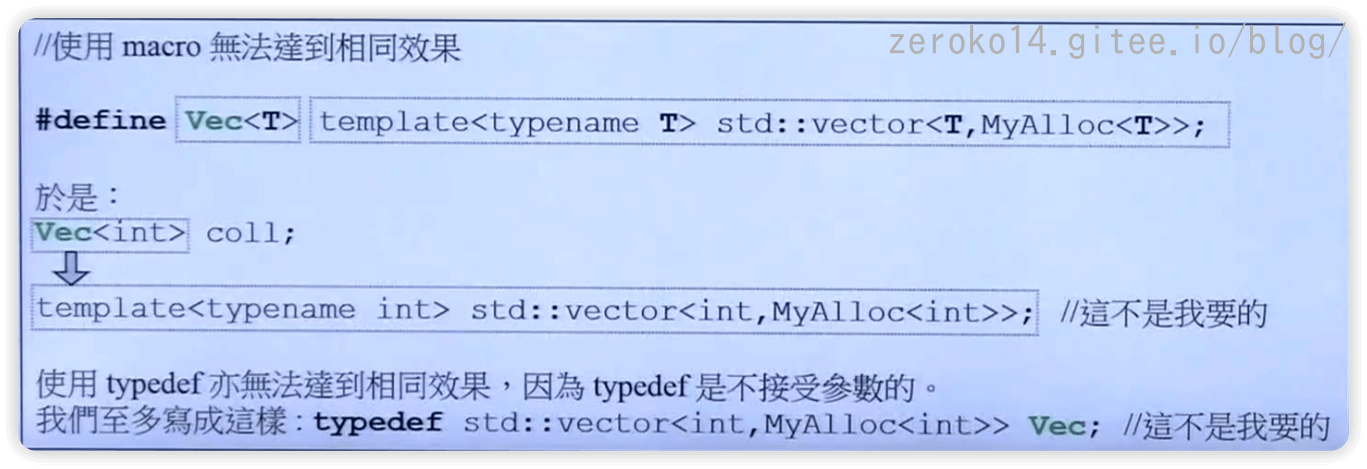 //使用 macro 無法達到相同效果
zeroko14.gitee.io/blog/
#define Vec<T> template<typename T> std::vector<T,MyAlloc<T>>;
於是：
Vec<int> coll;
template<typename int> std::vector<int,MyAlloc<int>>; //這不是我要的
使用 typedef 亦無法達到相同效果，因為 typedef 是不接受參數的。
我們至多寫成這樣：typedef std::vector<int,MyAlloc<int>> Vec; //這不是我要的